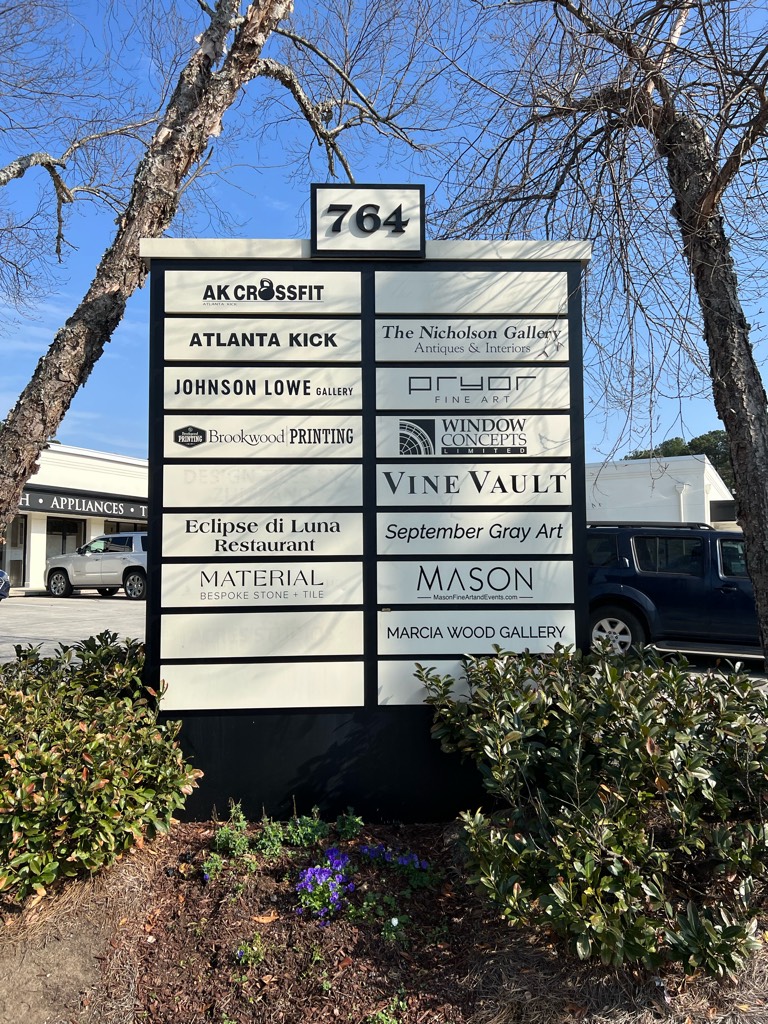 764
AK CROSSFIT
ATLANTA KICK
JOHNSON LOWE GALLERY
Brookwood PRINTING
Brookwood PRINTING
Eclipse di Luna
Restaurant
MATERIAL
BESPOKE STONE + TILE
The Nicholson Gallery
Antiques & Interiors
pryor
FINE ART
WINDOW
CONCEPTS
LIMITED
VINE VAULT
September Gray Art
MASON
MasonFineArtandEvents.com
MARCIA WOOD GALLERY
H • APPLIANCES • T